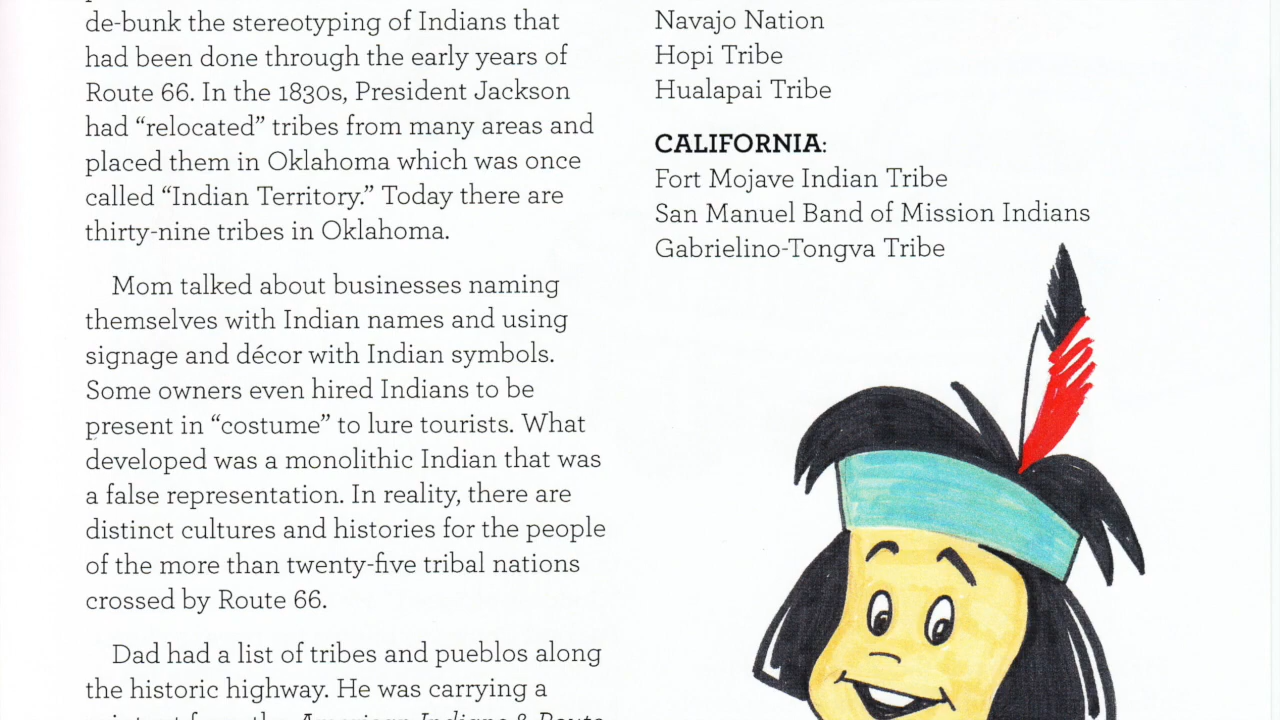 de-bunk the stereotyping of Indians that
had been done through the early years of
Route 66. In the 1830s, President Jackson
had “relocated” tribes from many areas and
placed them in Oklahoma which was once
called “Indian Territory.” Today there are
thirty-nine tribes in Oklahoma.
Mom talked about businesses naming
themselves with Indian names and using
signage and décor with Indian symbols.
Some owners even hired Indians to be
present in “costume” to lure tourists. What
developed was a monolithic Indian that was
a false representation. In reality, there are
distinct cultures and histories for the people
of the more than twenty-five tribal nations
crossed by Route 66.
Dad had a list of tribes and pueblos along
the historic highway. He was carrying a
American Indians & Route
Navajo Nation
Hopi Tribe
Hualapai Tribe
CALIFORNIA:
Fort Mojave Indian Tribe
San Manuel Band of Mission Indians
Gabrielino-Tongva Tribe